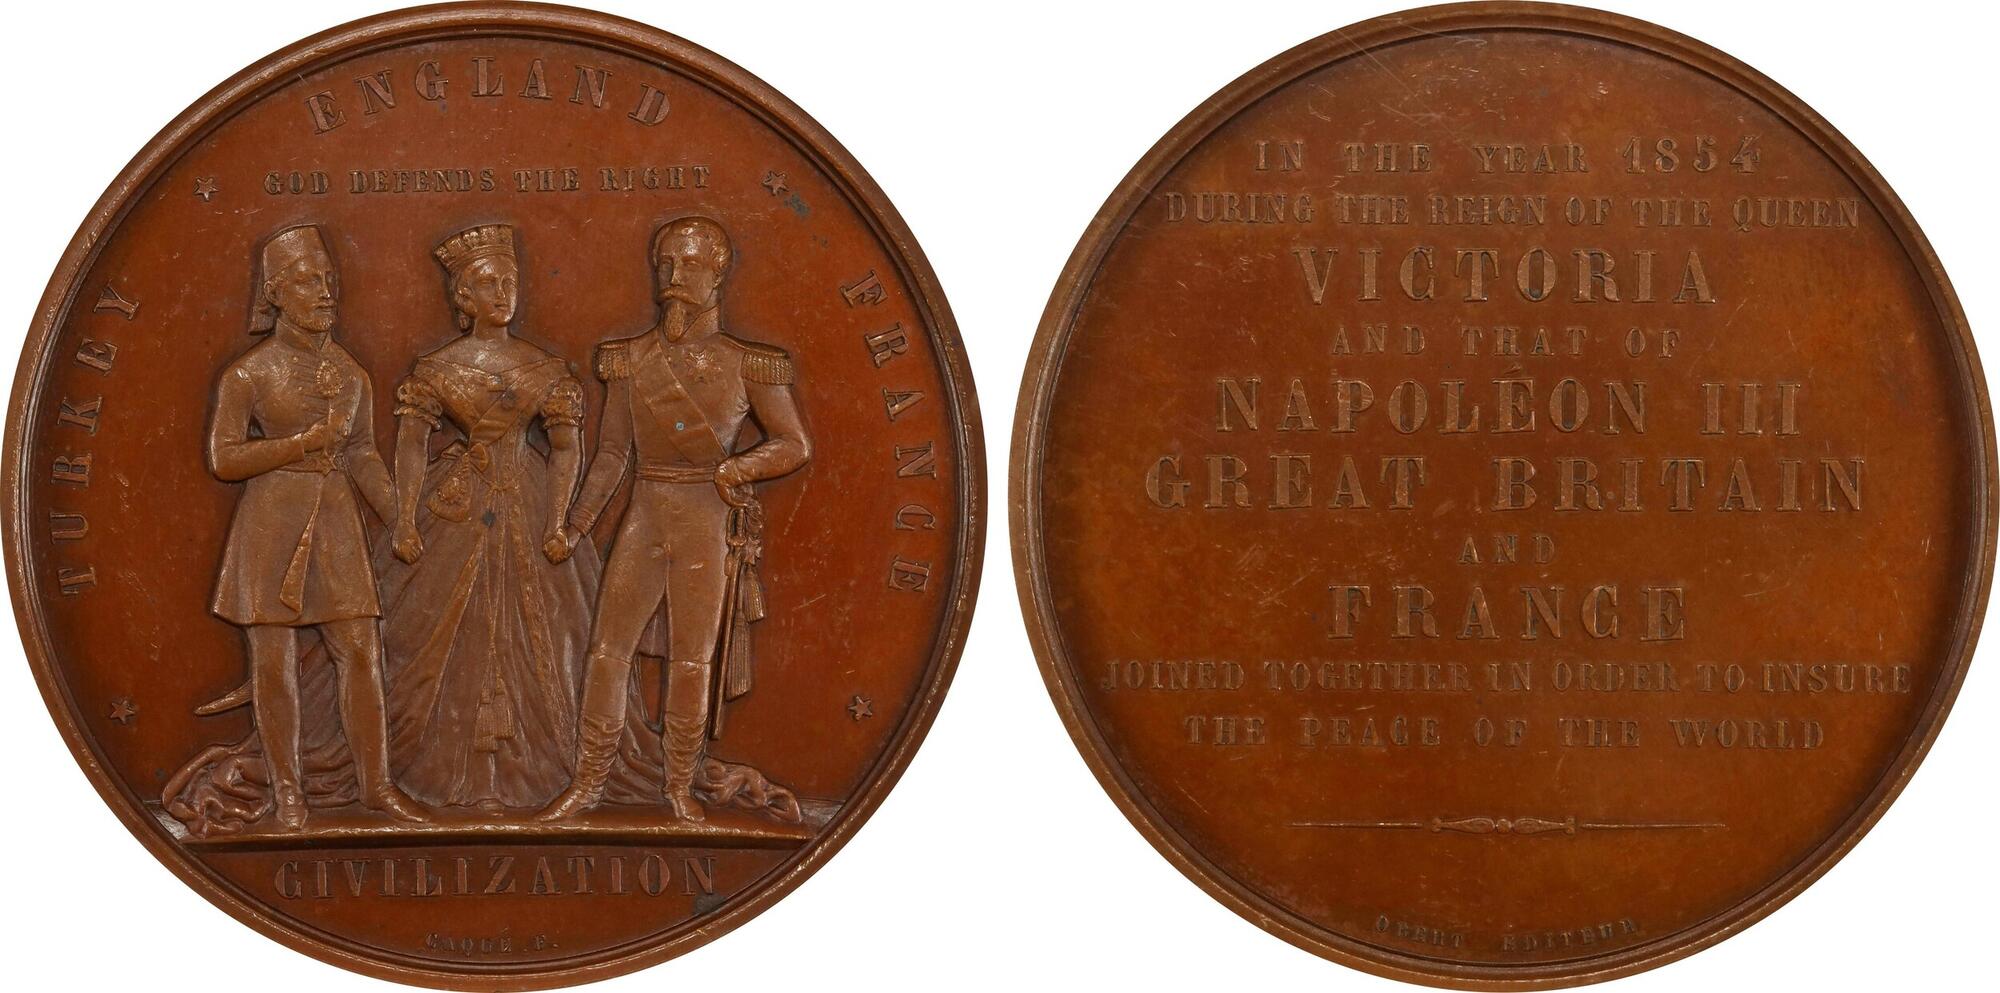 ENGLAND
GOD DEFENDS THE RIGHT
TURKEY
FRANCE
CIVILIZATION
CAQUÉ . F.
IN THE YEAR 1854
DURING THE REIGN OF THE QUEEN
VICTORIA
AND THAT OF
NAPOLÉON III
GREAT BRITAIN
AND
FRANCE
JOINED TOGETHER IN ORDER TO INSURE
THE PEACE OF THE WORLD
OBERT EDITEUR